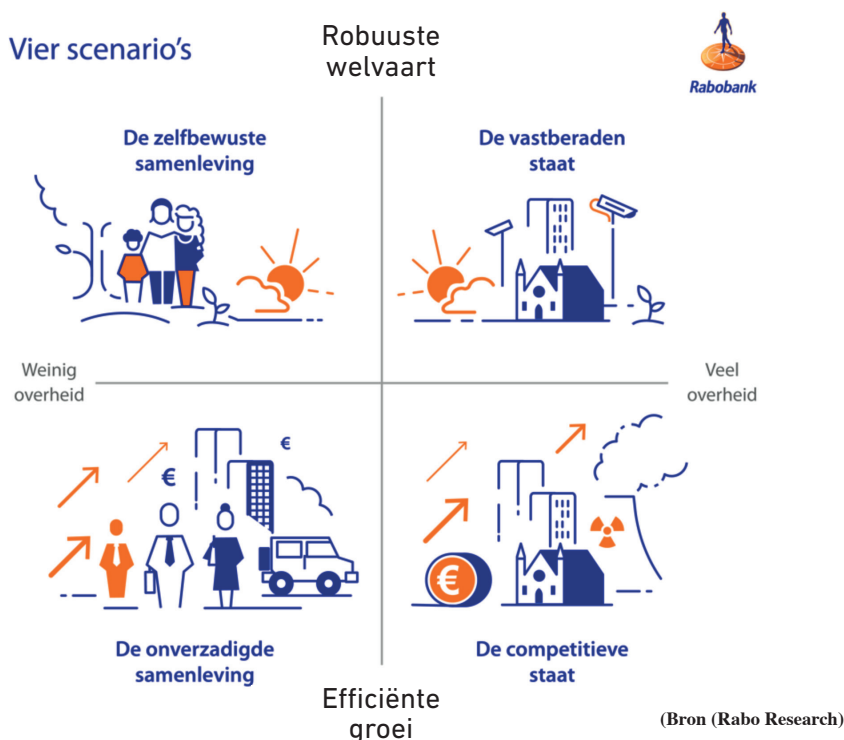 Vier scenario's
Robuuste
welvaart
Rabobank
De zelfbewuste
samenleving
De vastberaden
staat
Weinig
overheid
Veel
overheid
€
€
€
De onverzadigde
samenleving
De competitieve
staat
Efficiënte
groei
(Bron (Rabo Research)